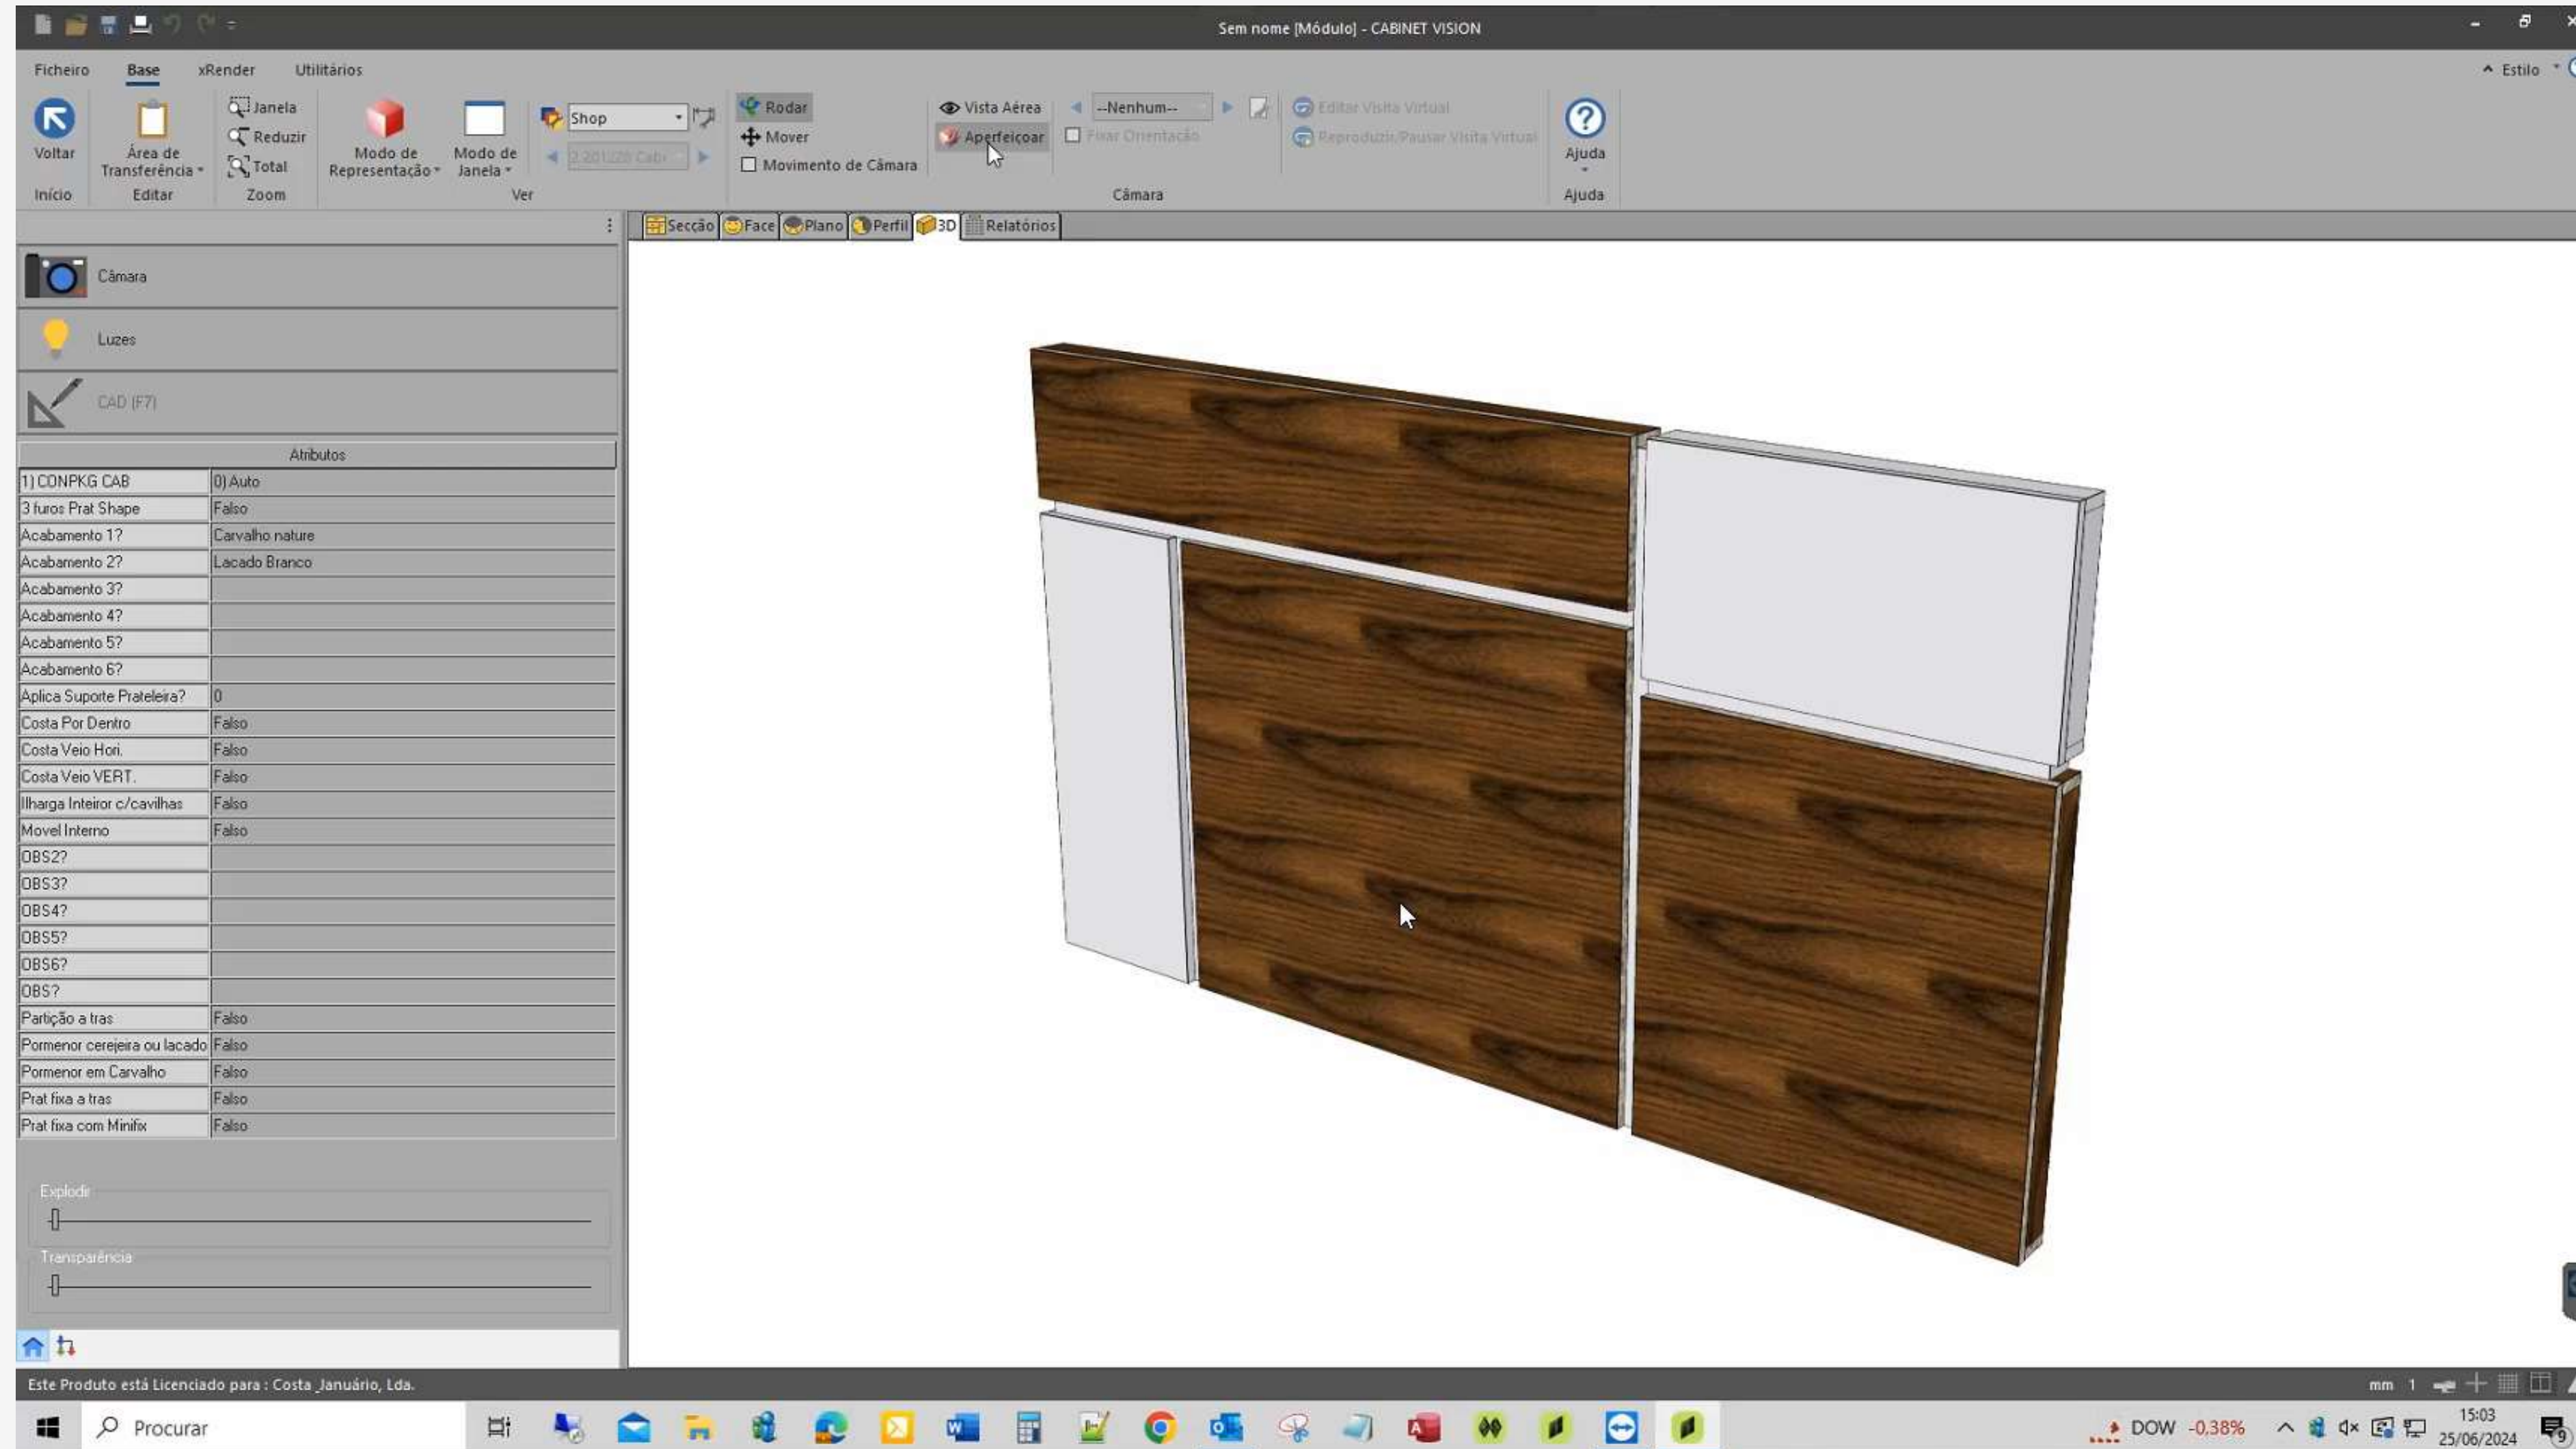 Sem nome [Módulo] - CABINET VISION
Ficheiro Base xRender Utilitários
Estilo
Voltar
Início
Área de
Transferência
Editar
Janela
Reduzir
Total
Zoom
Modo de
Representação
Modo de
Janela
Shop
Ver
Rodar
Mover
Movimento de Câmara
Vista Aérea
Aperfeiçoar
--Nenhum--
Fixar Orientação
Câmara
Editar Visita Virtual
Reproduzir/Pausar Visita Virtual
Ajuda
Ajuda
Secção Face Plano Perfil 3D Relatórios
Câmara
Luzes
CAD (F7)
Atributos
1) CONPKG CAB 0) Auto
3 furos Prat Shape Falso
Acabamento 1? Carvalho nature
Acabamento 2? Lacado Branco
Acabamento 3?
Acabamento 4?
Acabamento 5?
Acabamento 6?
Aplica Suporte Prateleira? 0
Costa Por Dentro Falso
Costa Veio Hori. Falso
Costa Veio VERT. Falso
Ilharga Inteiror c/cavilhas Falso
Movel Interno Falso
OBS2?
OBS3?
OBS4?
OBS5?
OBS6?
OBS?
Partição a tras Falso
Pormenor cerejeira ou lacado Falso
Pormenor em Carvalho Falso
Prat fixa a tras Falso
Prat fixa com Minifix Falso
Explodir
Transparência
Este Produto está Licenciado para : Costa_Januário, Lda.
mm 1
Procurar
DOW -0,38%
15:03
25/06/2024